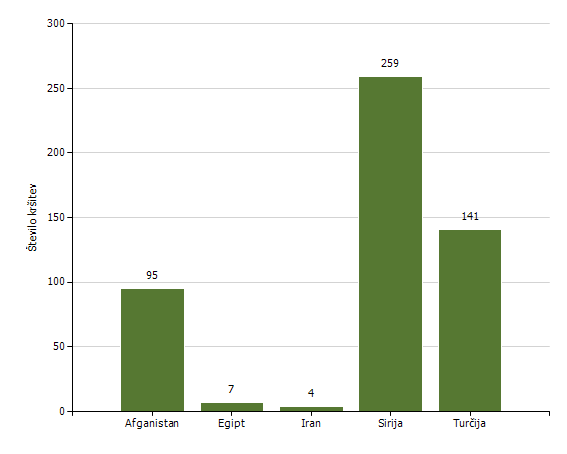 300
250
200
150
100
50
0
Število kršitev
95
7
4
259
141
Afganistan
Egipt
Iran
Sirija
Turčija